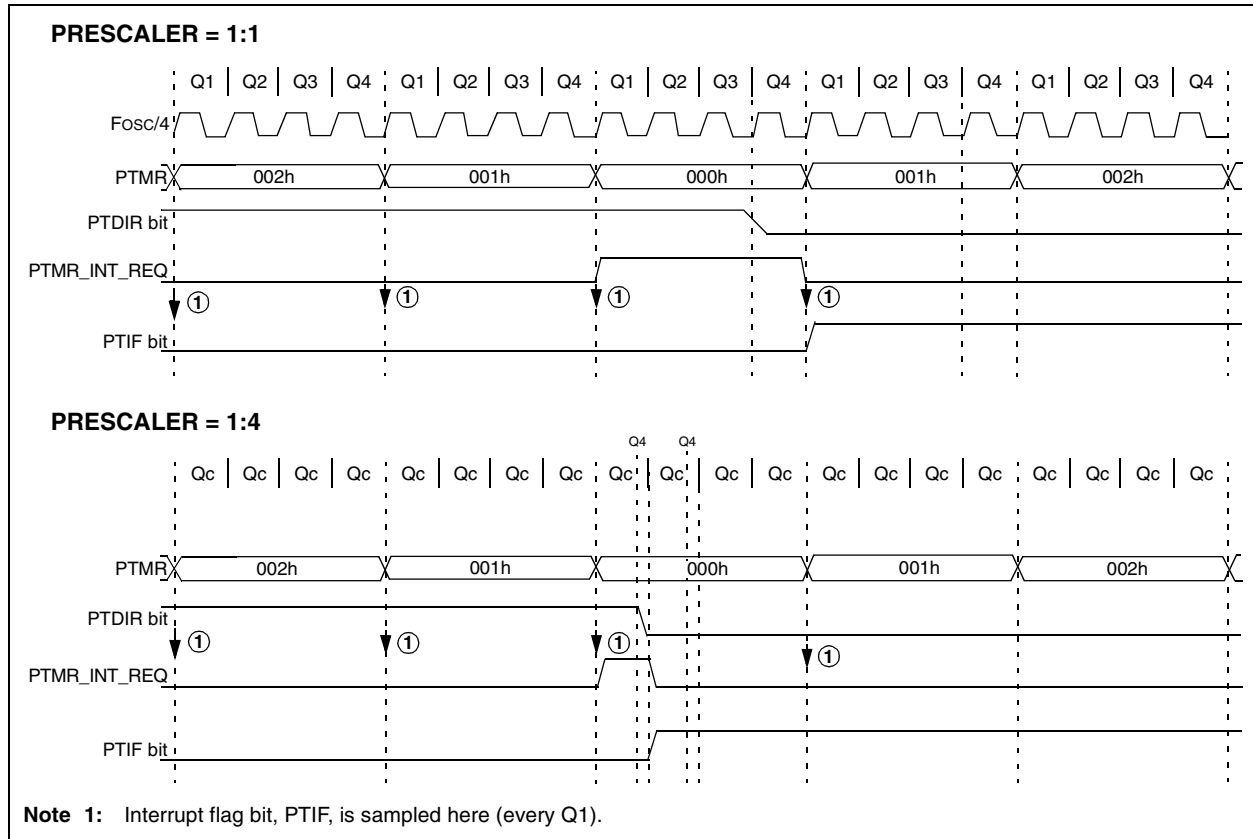 PRESCALER = 1:1
Q1 Q2 Q3 Q4 Q1 Q2 Q3 Q4 Q1 Q2 Q3 Q4 Q1 Q2 Q3 Q4 Q1 Q2 Q3 Q4
FOSC/4
PTMR 002h 001h 000h 001h 002h
PTDIR bit
PTMR_INT_REQ
1 1 1 1
PTIF bit
PRESCALER = 1:4
Q4 Q4
Qc Qc Qc Qc Qc Qc Qc Qc Qc Qc Qc Qc Qc Qc Qc Qc Qc Qc Qc Qc
PTMR 002h 001h 000h 001h 002h
PTDIR bit
1 1 1 1
PTMR_INT_REQ
PTIF bit
Note 1: Interrupt flag bit, PTIF, is sampled here (every Q1).